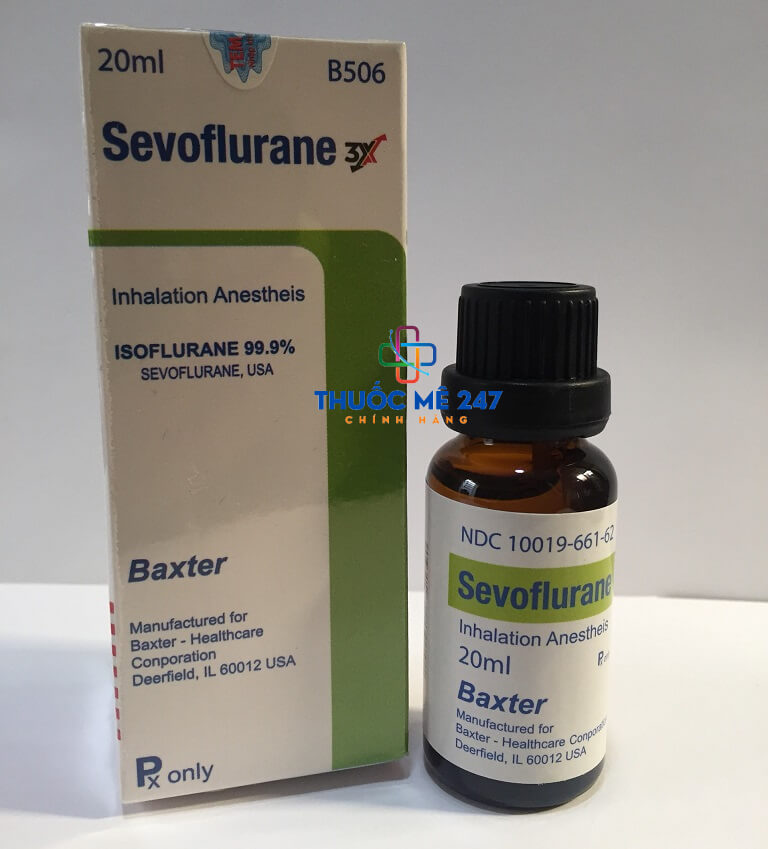 20ml
TEM
B506
Sevoflurane 3X
Inhalation Anestheis
ISOFLURANE 99.9%
SEVOFLURANE, USA
Baxter
Manufactured for
Baxter - Healthcare
Conporation
Deerfield, IL 60012 USA
Rx only
THUỐC MÊ 247
CHÍNH HÃNG
NDC 10019-661-62
Sevoflurane
Inhalation Anestheis
20ml
Baxter
Manufactured for
Baxter - Healthcare Conporation
Deerfield, IL 60012 USA